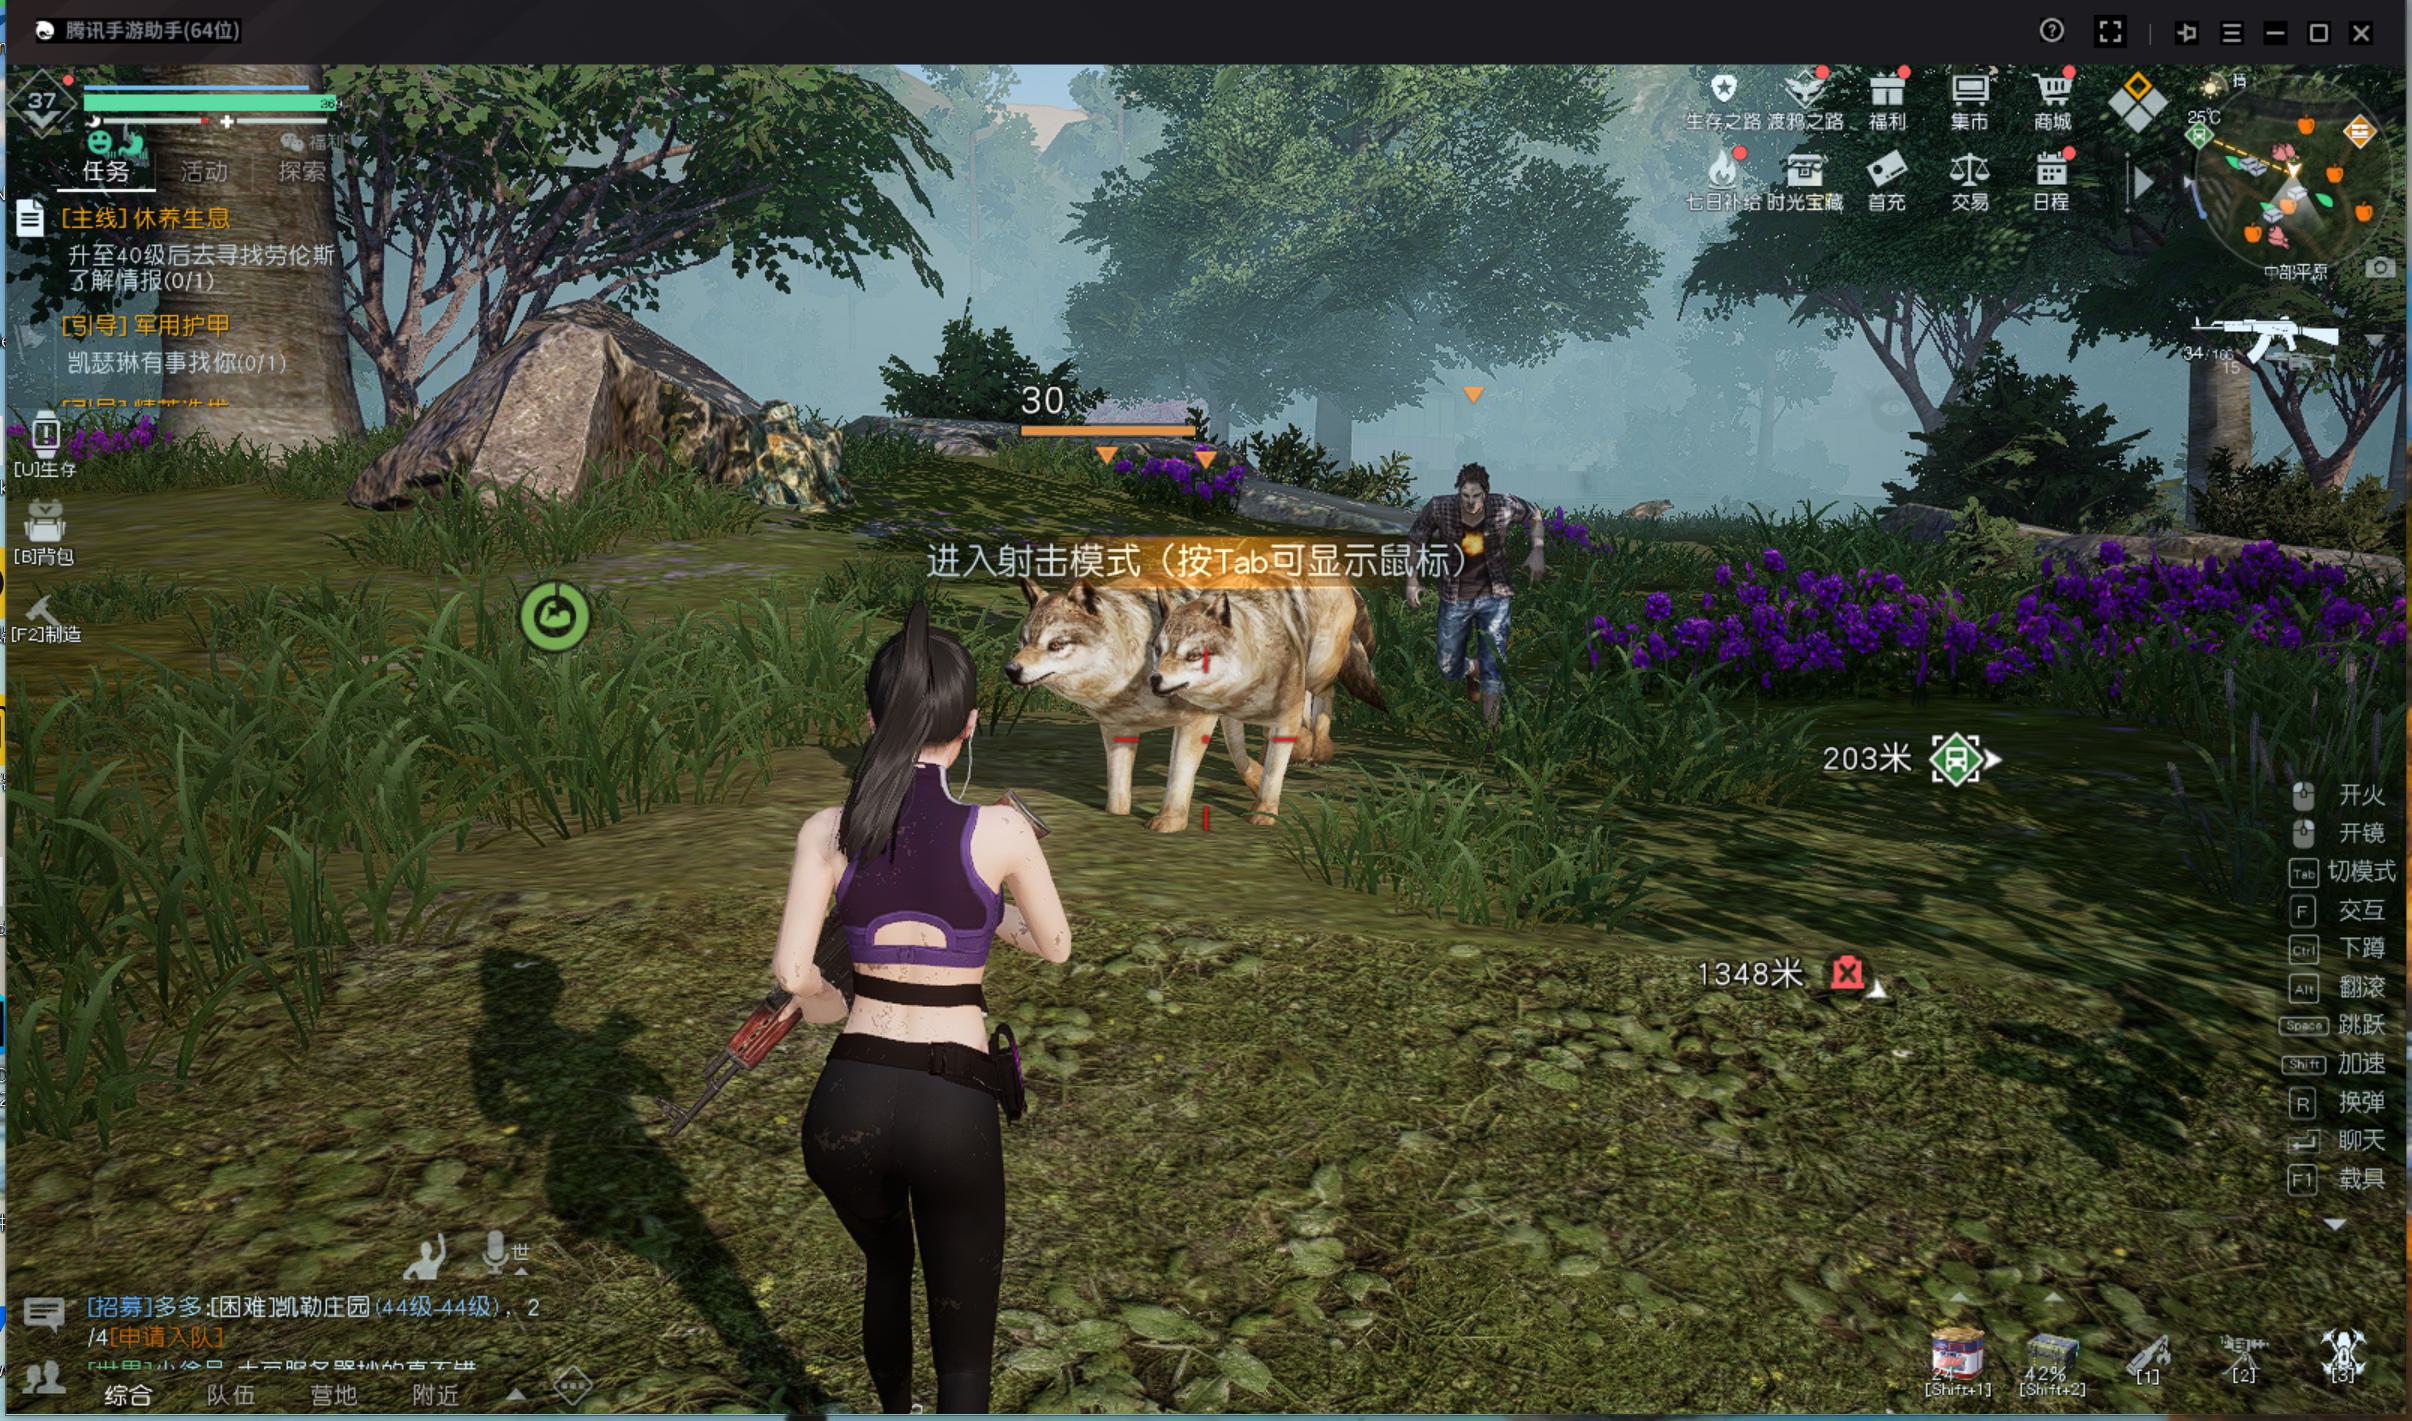 腾讯手游助手(64位)
37
369
福利
任务 活动 探索
[主线] 休养生息
升至40级后去寻找劳伦斯
了解情报(0/1)
[引导] 军用护甲
凯瑟琳有事找你(0/1)
[U]生存
[B]背包
[F2]制造
生存之路 渡鸦之路 福利 集市 商城
七日补给 时光宝藏 首充 交易 日程
25℃
中部平原
34/166
15
30
进入射击模式（按Tab可显示鼠标）
203米
1348米
开火
开镜
Tab 切模式
F 交互
Ctrl 下蹲
Alt 翻滚
Space 跳跃
Shift 加速
R 换弹
聊天
F1 载具
世
[招募]多多:[困难]凯勒庄园(44级-44级)，2
/4[申请入队]
综合 队伍 营地 附近
24 42%
[Shift+1] [Shift+2] [1] [2] [3]